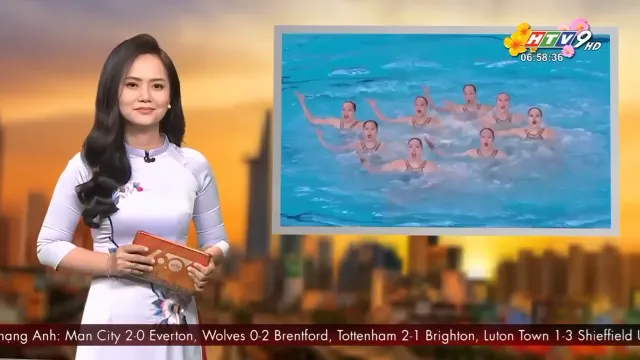 HTV9 HD
06:58:36
hạng Anh: Man City 2-0 Everton, Wolves 0-2 Brentford, Tottenham 2-1 Brighton, Luton Town 1-3 Shieffield